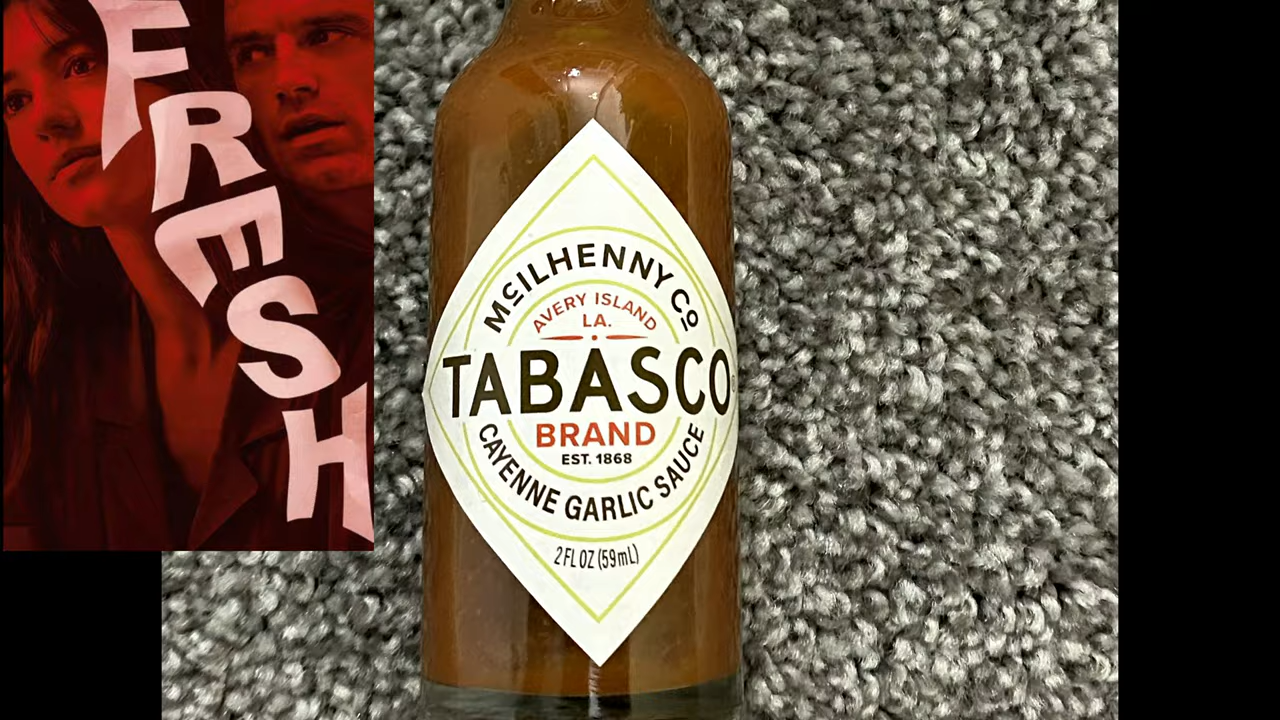 FRESH
McILHENNY Co
AVERY ISLAND
LA.
TABASCO
BRAND
EST. 1868
CAYENNE GARLIC SAUCE
2 FL OZ (59mL)